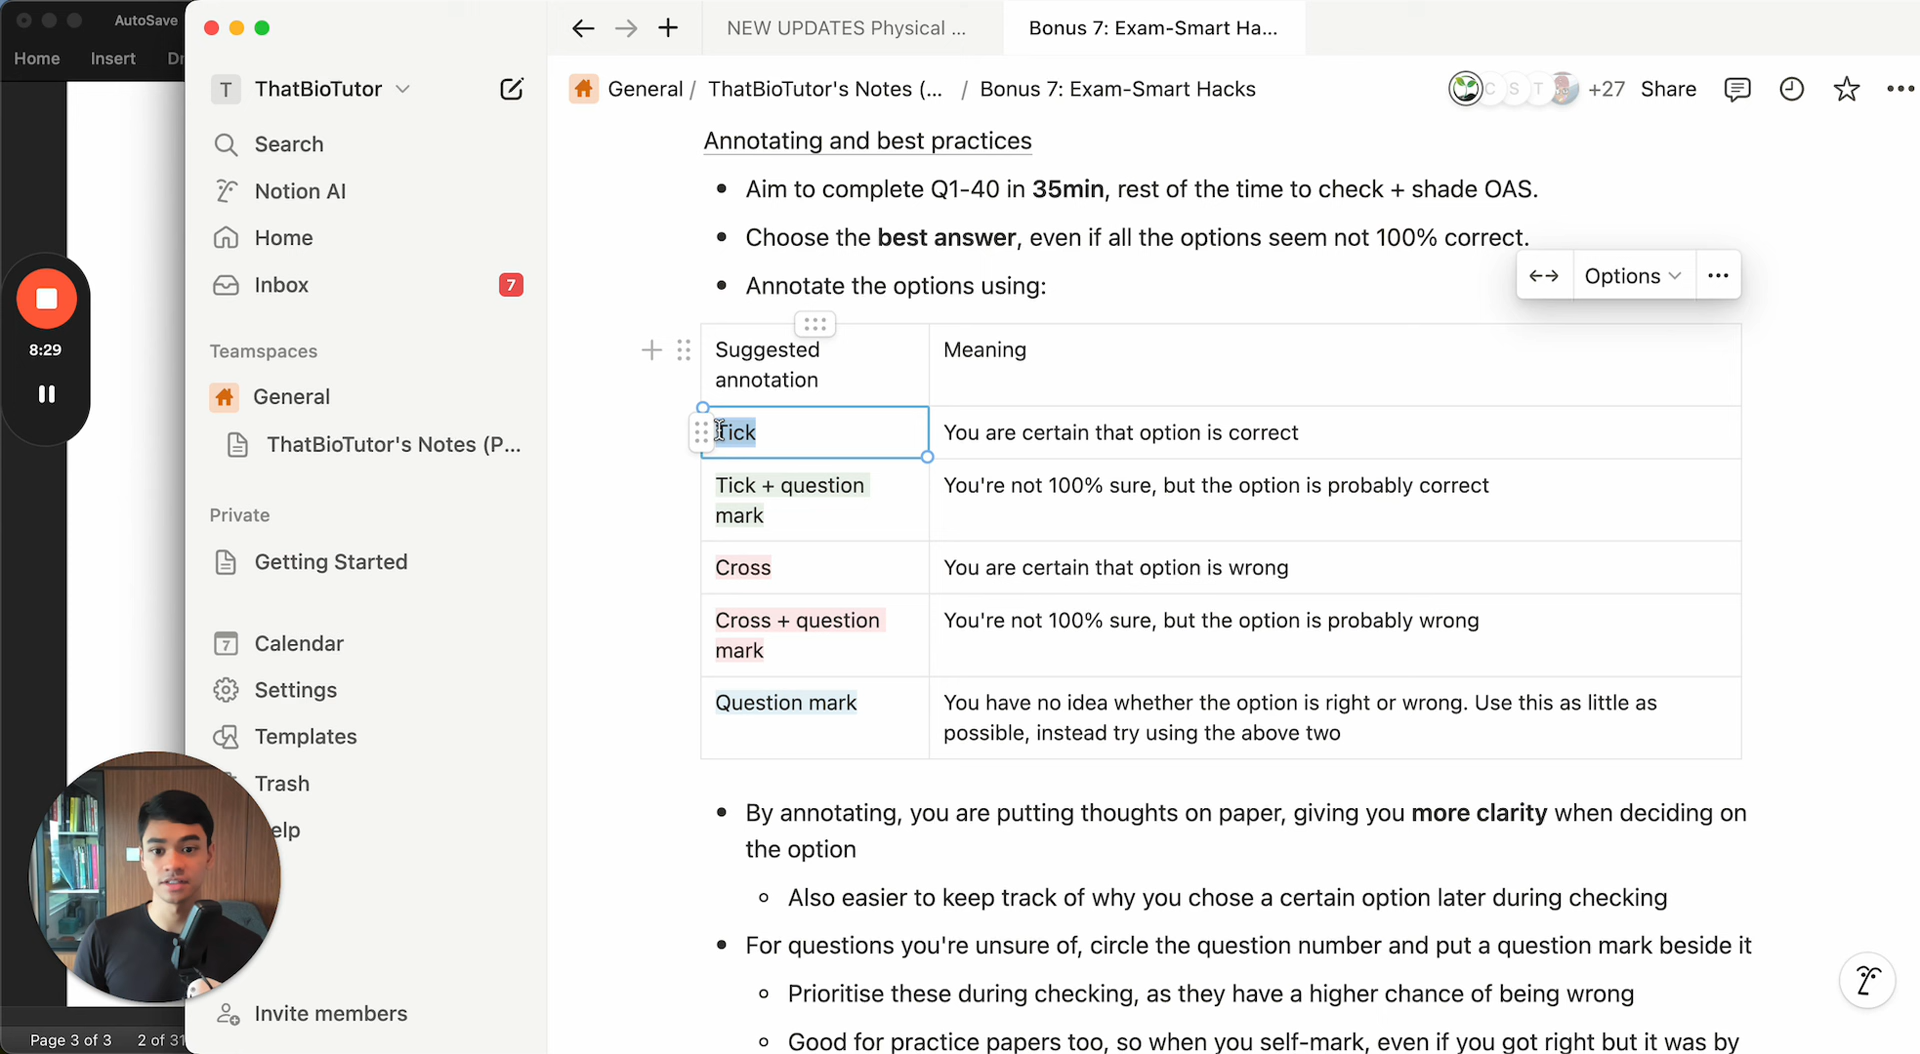 AutoSave
Home Insert
Page 3 of 3 2 of 31
8:29
T ThatBioTutor
Search
Notion AI
Home
Inbox 7
Teamspaces
General
ThatBioTutor's Notes (P...
Private
Getting Started
7 Calendar
Settings
Templates
Trash
Invite members
NEW UPDATES Physical ...
Bonus 7: Exam-Smart Ha...
General / ThatBioTutor's Notes (... / Bonus 7: Exam-Smart Hacks
C S T +27 Share
Annotating and best practices
Aim to complete Q1-40 in 35min, rest of the time to check + shade OAS.
Choose the best answer, even if all the options seem not 100% correct.
Options
Annotate the options using:
Suggested
annotation
Meaning
Tick
You are certain that option is correct
Tick + question
mark
You're not 100% sure, but the option is probably correct
Cross
You are certain that option is wrong
Cross + question
mark
You're not 100% sure, but the option is probably wrong
Question mark
You have no idea whether the option is right or wrong. Use this as little as
possible, instead try using the above two
By annotating, you are putting thoughts on paper, giving you more clarity when deciding on
the option
Also easier to keep track of why you chose a certain option later during checking
For questions you're unsure of, circle the question number and put a question mark beside it
Prioritise these during checking, as they have a higher chance of being wrong
Good for practice papers too, so when you self-mark, even if you got right but it was by